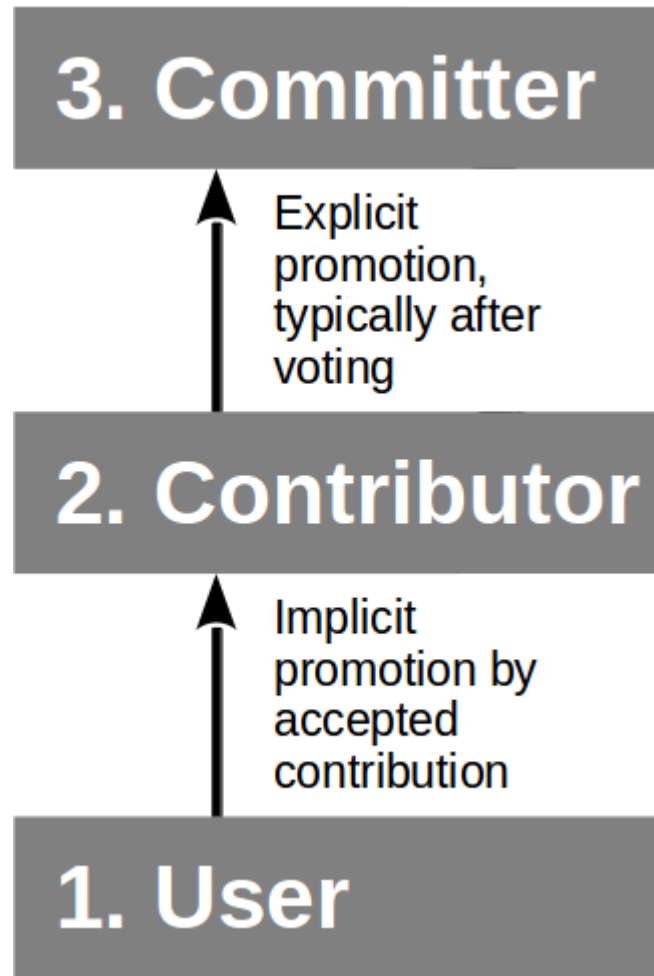 3. Committer
Explicit
promotion,
typically after
voting
2. Contributor
Implicit
promotion by
accepted
contribution
1. User